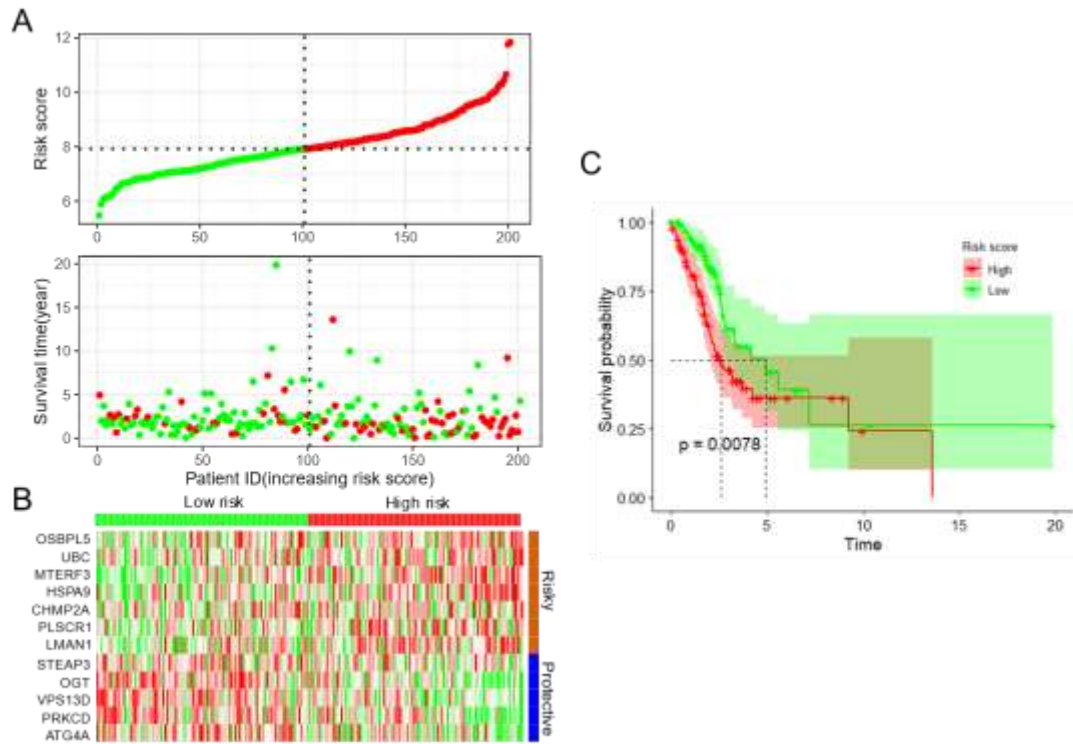 A
12
10
8
6
0
50
100
150
200
Risk score
20
15
10
5
0
0
50
100
150
200
Survival time(year)
Patient ID(increasing risk score)
B
Low risk
High risk
OSBPL5
UBC
MTERF3
HSPA9
CHMP2A
PLSCR1
LMAN1
STEAP3
OGT
VPS13D
PRKCD
ATG4A
Risky
Protective
C
1.00
0.75
0.50
0.25
0.00
Survival probability
Risk score
High
Low
p = 0.0078
0
5
10
15
20
Time